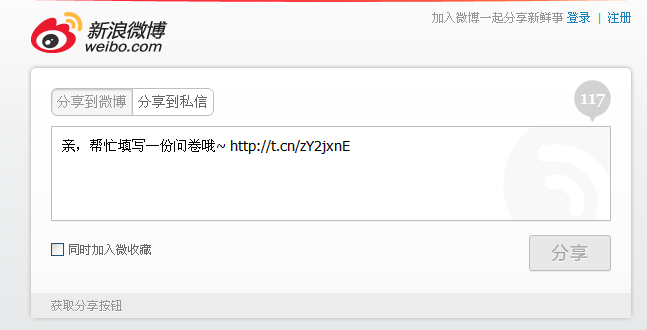 新浪微博
weibo.com
加入微博一起分享新鲜事 登录 | 注册
分享到微博 分享到私信
117
亲，帮忙填写一份问卷哦~ http://t.cn/zY2jxnE
同时加入微收藏
分享
获取分享按钮